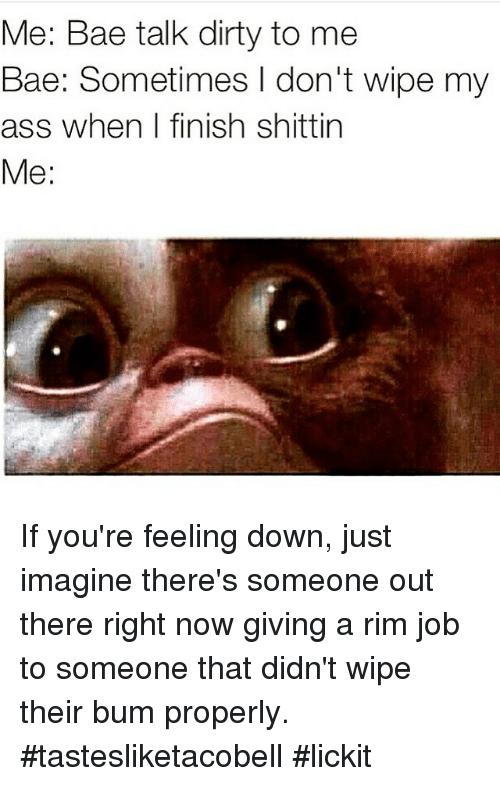 Me: Bae talk dirty to me
Bae: Sometimes I don't wipe my
ass when I finish shittin
Me:
If you're feeling down, just
imagine there's someone out
there right now giving a rim job
to someone that didn't wipe
their bum properly.
#tastesliketacobell #lickit